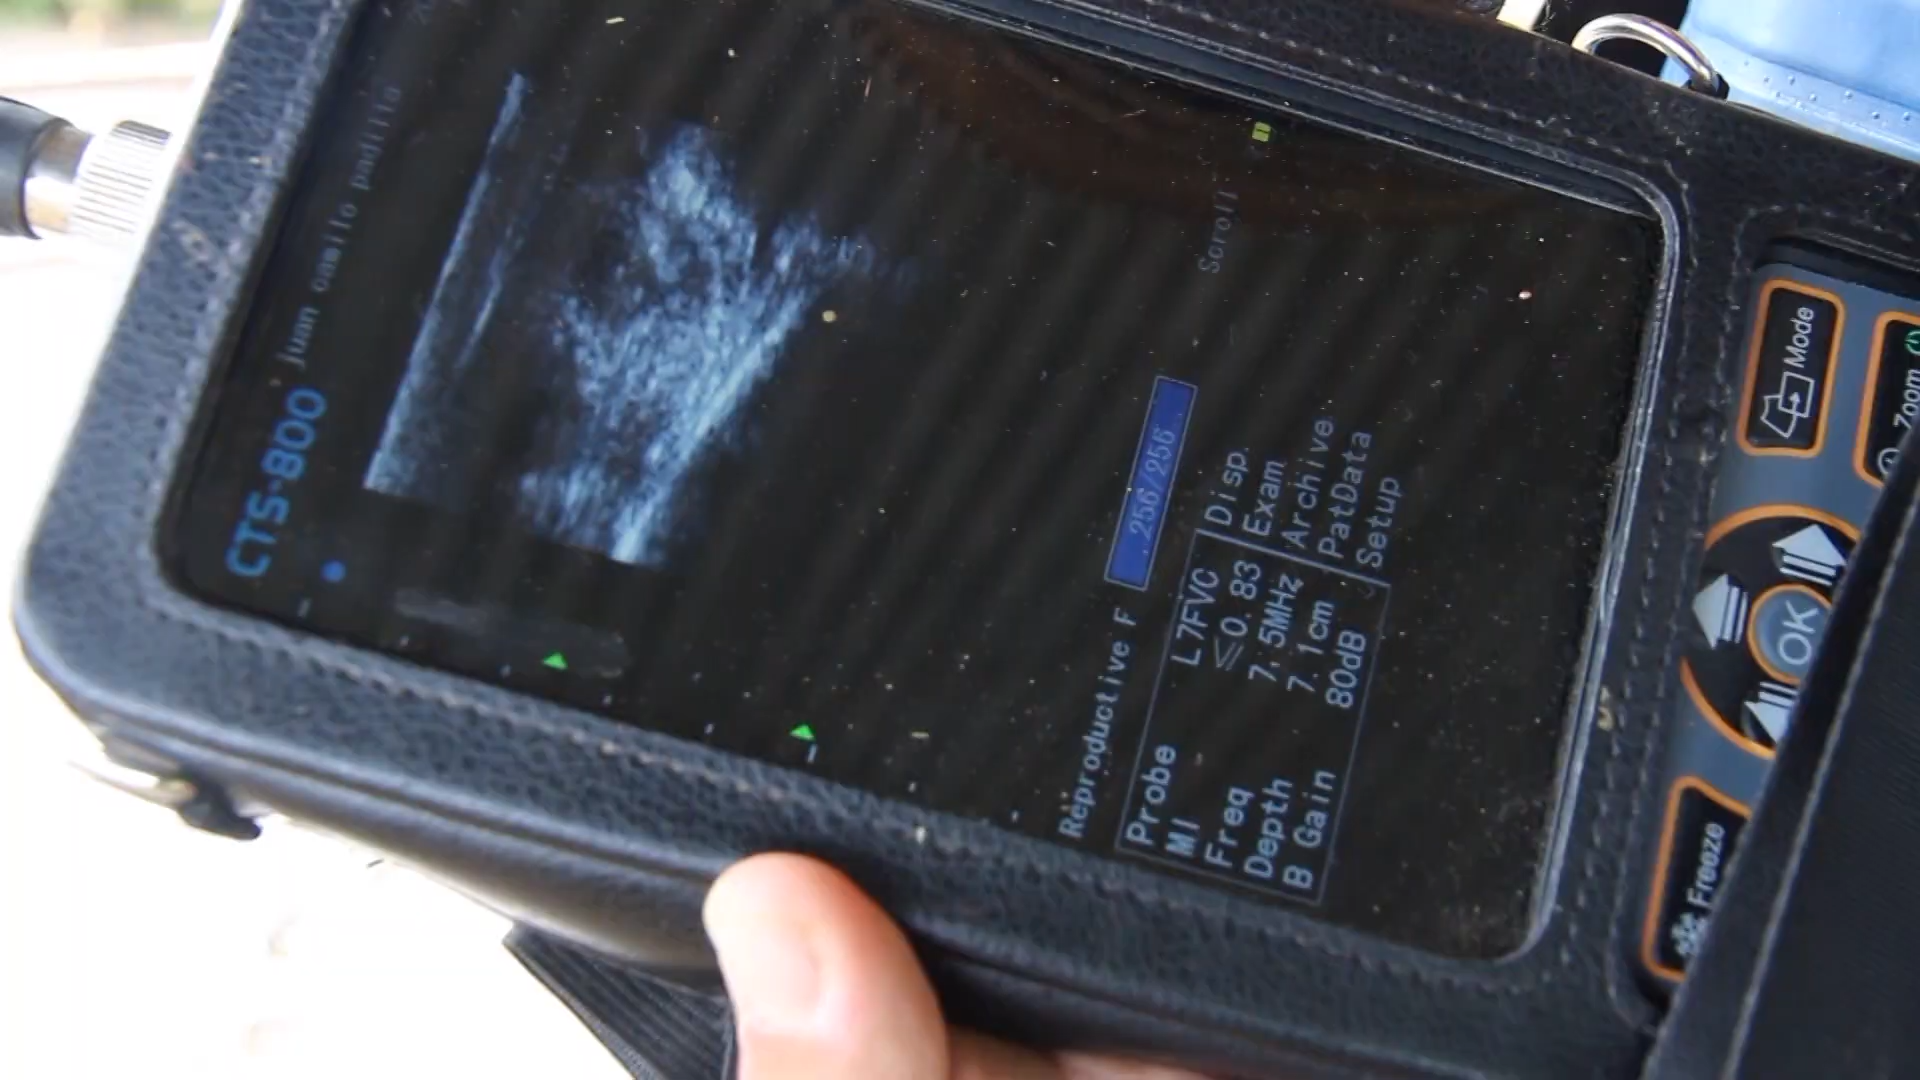 CTS-800 juan casilo padilla
Reproductive F 256/256 Scroll
Probe L7FVC Disp.
MI ≤0.83 Exam
Freq 7.5MHz Archive
Depth 7.1cm PatData
B Gain 80dB Setup
Mode
Zoom
OK
Freeze